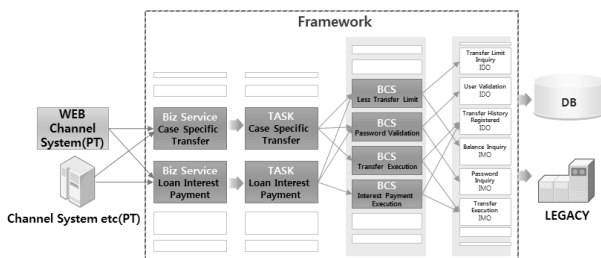 Framework
WEB
Channel
System(PT)
Channel System etc(PT)
Biz Service
Case Specific
Transfer
Biz Service
Loan Interest
Payment
TASK
Case Specific
Transfer
TASK
Loan Interest
Payment
BCS
Less Transfer Limit
BCS
Password Validation
BCS
Transfer Execution
BCS
Interest Payment
Execution
Transfer Limit
Inquiry
IDO
User Validation
IDO
Transfer History
Registered
IDO
Balance Inquiry
IMO
Password
Inquiry
IMO
Transfer
Execution
IMO
DB
LEGACY